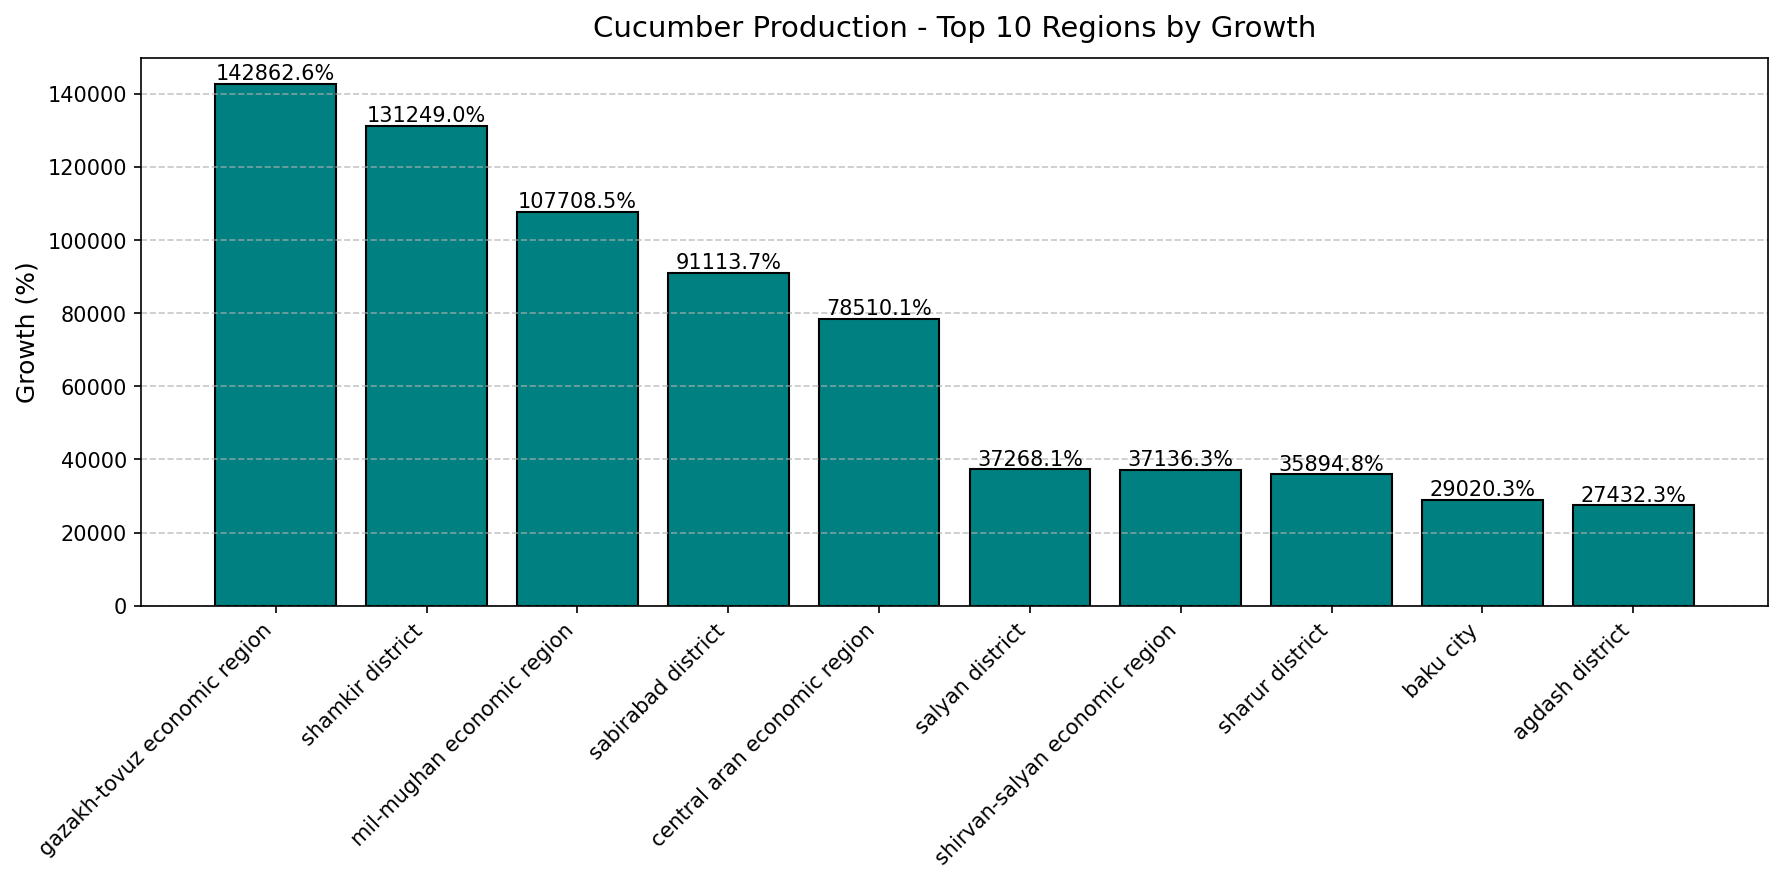 Cucumber Production - Top 10 Regions by Growth
Growth (%)
140000
120000
100000
80000
60000
40000
20000
0
142862.6%
131249.0%
107708.5%
91113.7%
78510.1%
37268.1%
37136.3%
35894.8%
29020.3%
27432.3%
gazakh-tovuz economic region
shamkir district
mil-mughan economic region
sabirabad district
central aran economic region
salyan district
shirvan-salyan economic region
sharur district
baku city
agdash district